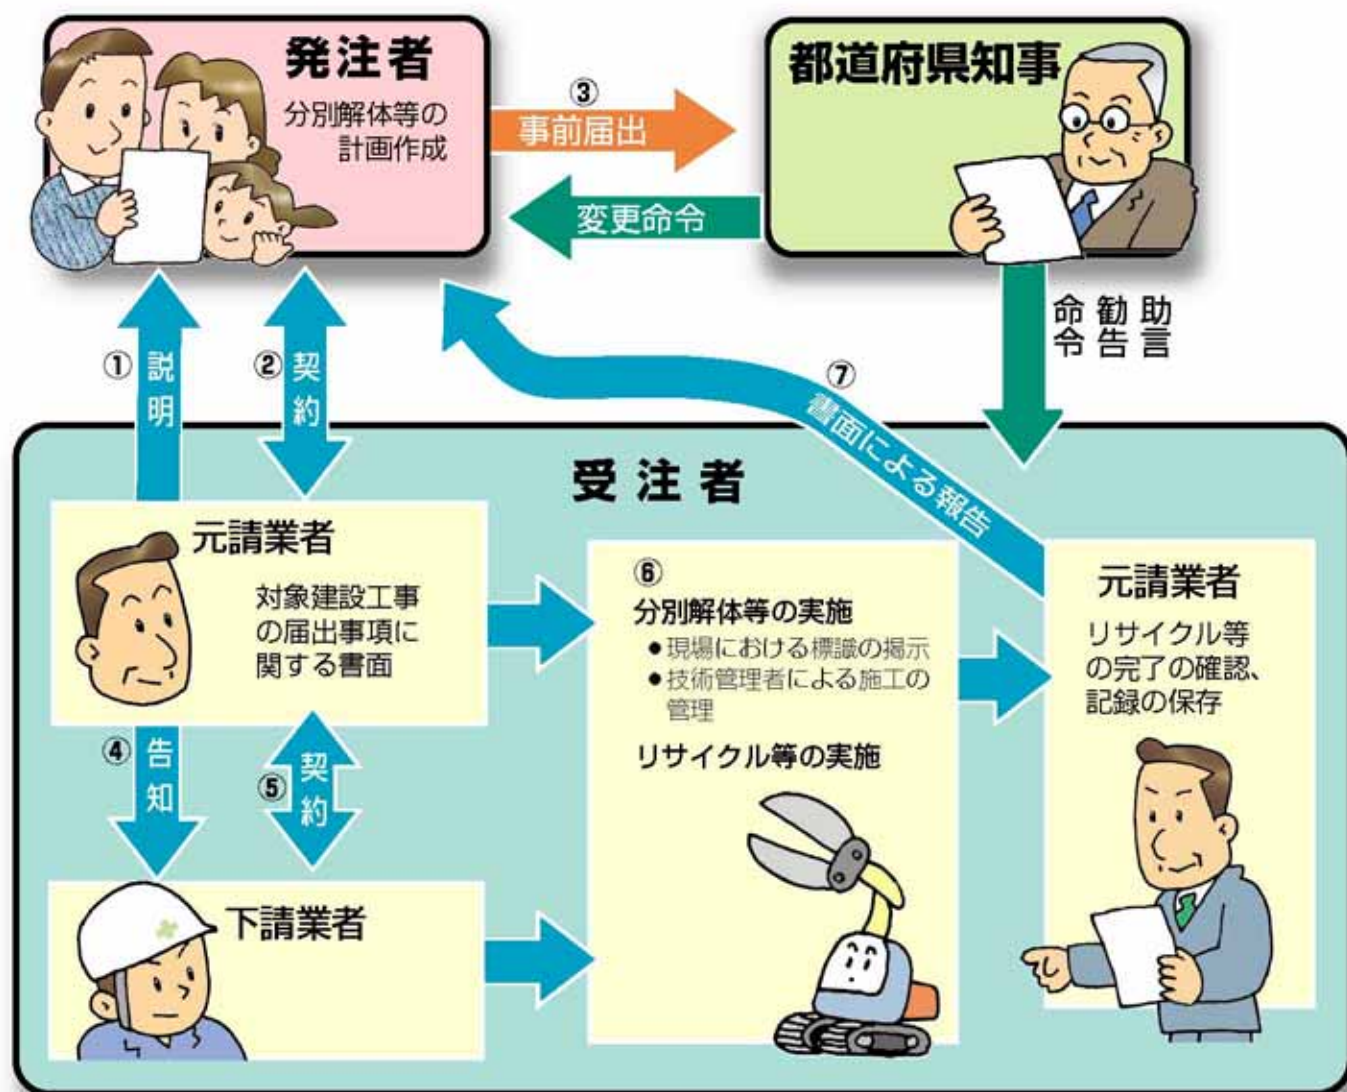 発注者
分別解体等の
計画作成
③
事前届出
変更命令
都道府県知事
助言
勧告
命令
①
説明
②
契約
⑦
書面による報告
受注者
元請業者
対象建設工事
の届出事項に
関する書面
④
告知
⑤
契約
下請業者
⑥
分別解体等の実施
●現場における標識の掲示
●技術管理者による施工の
管理
リサイクル等の実施
元請業者
リサイクル等
の完了の確認、
記録の保存